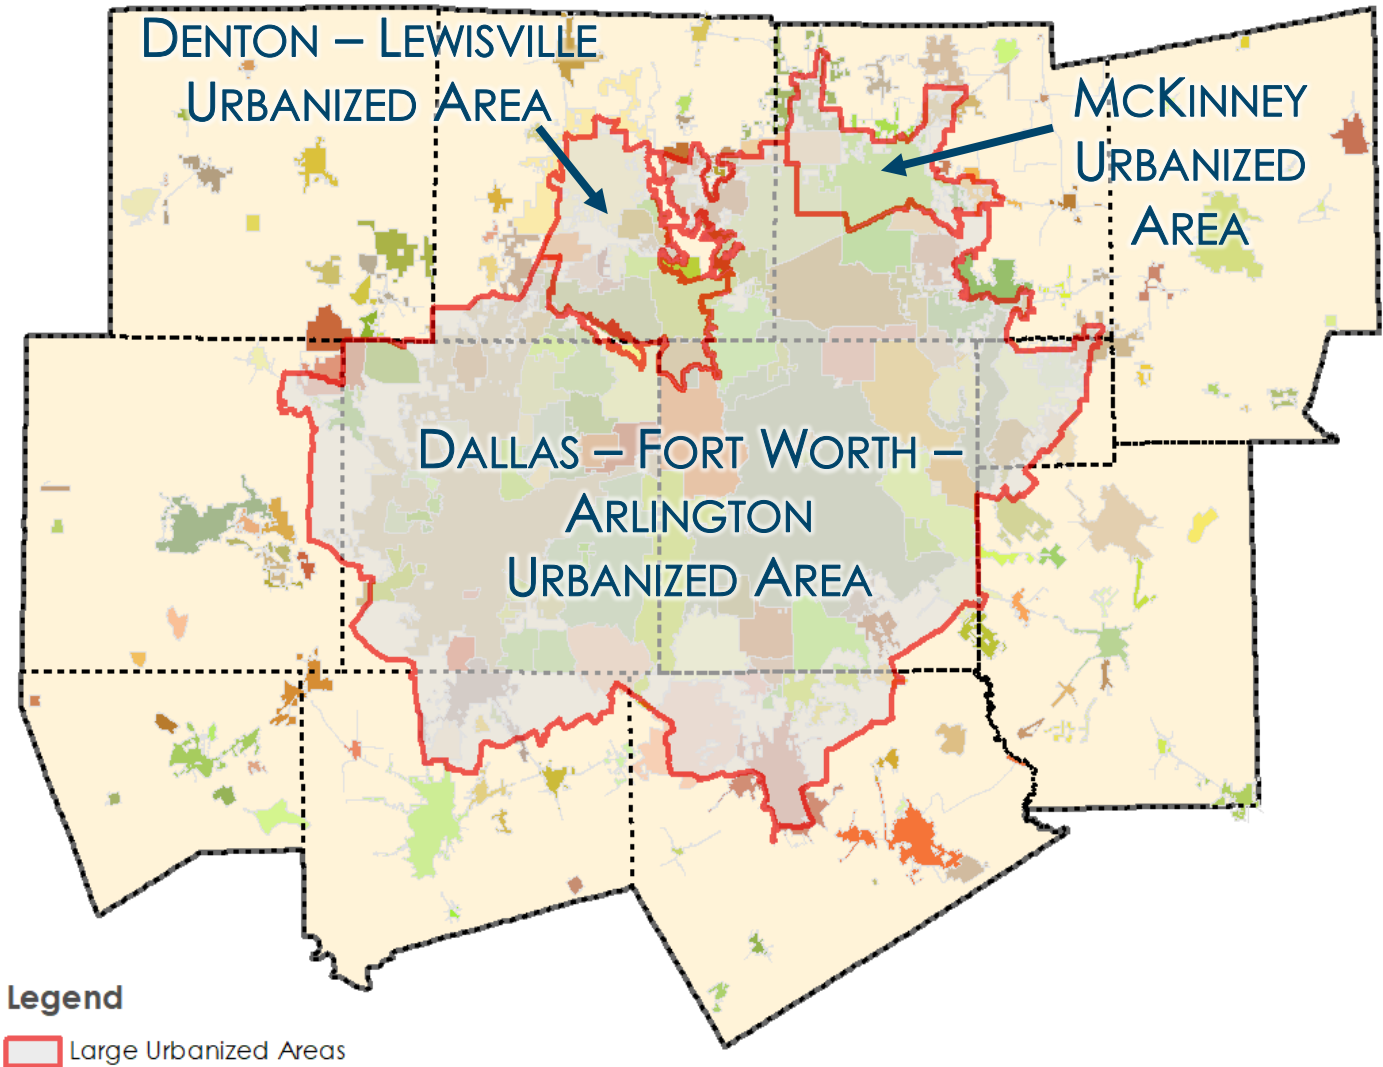 DENTON – LEWISVILLE
URBANIZED AREA
MCKINNEY
URBANIZED
AREA
DALLAS – FORT WORTH –
ARLINGTON
URBANIZED AREA
Legend
Large Urbanized Areas